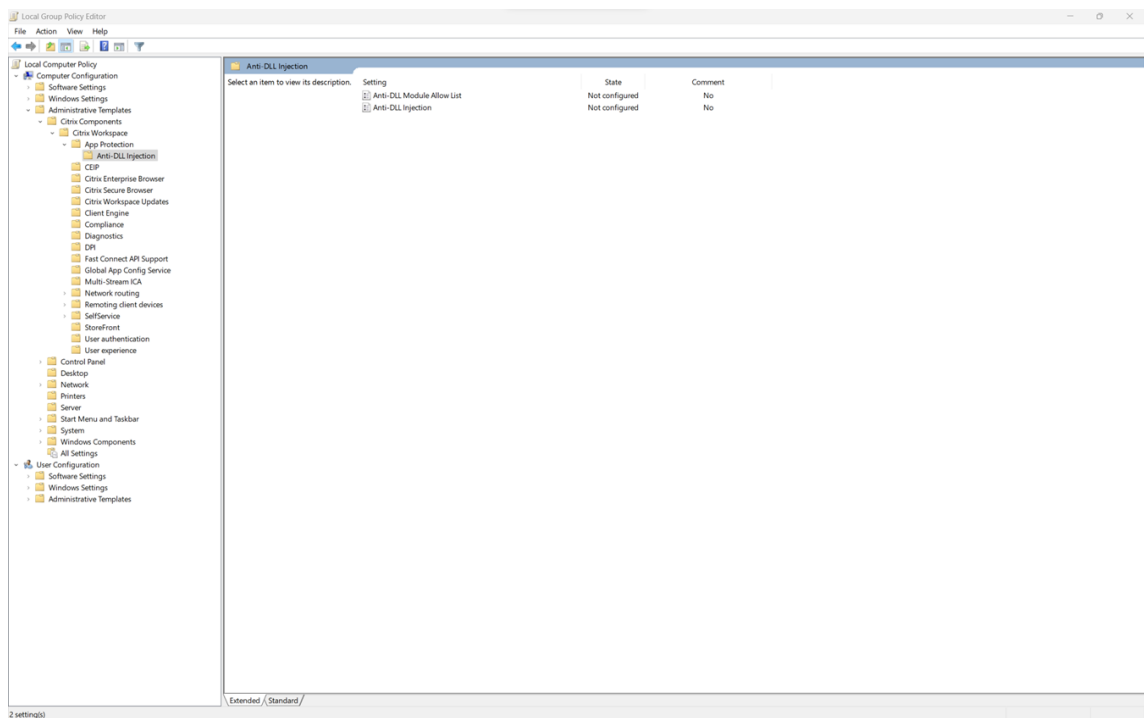 Local Group Policy Editor
File Action View Help
Local Computer Policy
Computer Configuration
Software Settings
Windows Settings
Administrative Templates
Citrix Components
Citrix Workspace
App Protection
Anti-DLL Injection
CEIP
Citrix Enterprise Browser
Citrix Secure Browser
Citrix Workspace Updates
Client Engine
Compliance
Diagnostics
DPI
Fast Connect API Support
Global App Config Service
Multi-Stream ICA
Network routing
Remoting client devices
SelfService
StoreFront
User authentication
User experience
Control Panel
Desktop
Network
Printers
Server
Start Menu and Taskbar
System
Windows Components
All Settings
User Configuration
Software Settings
Windows Settings
Administrative Templates
Anti-DLL Injection
Select an item to view its description.
Setting State Comment
Anti-DLL Module Allow List Not configured No
Anti-DLL Injection Not configured No
Extended Standard
2 setting(s)